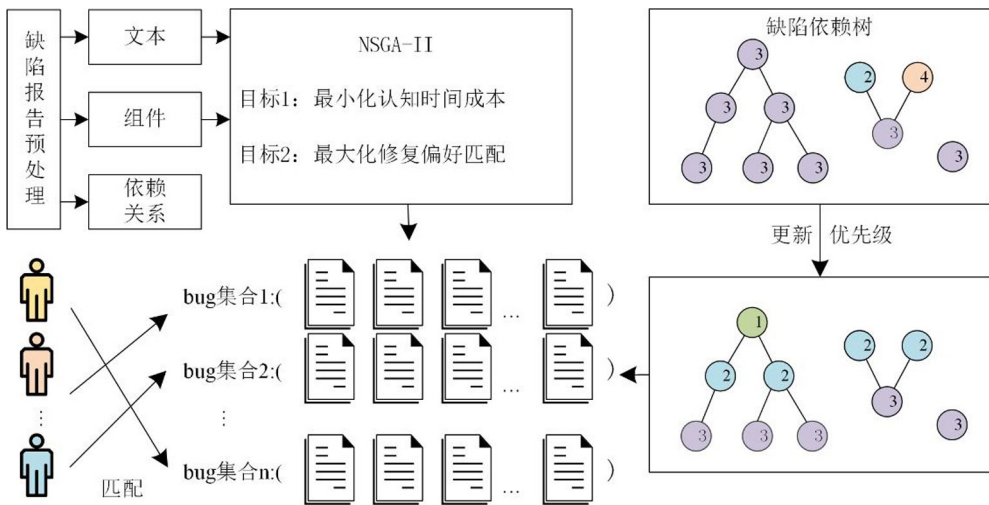 缺陷报告预处理
文本
组件
依赖
关系
NSGA-II
目标1：最小化认知时间成本
目标2：最大化修复偏好匹配
缺陷依赖树
3
3
3
3
3
3
2
4
3
3
更新 优先级
bug集合1:( ... )
bug集合2:( ... )
⋮ ⋮
bug集合n:( ... )
匹配
1
2
2
3
3
3
2
2
3
3